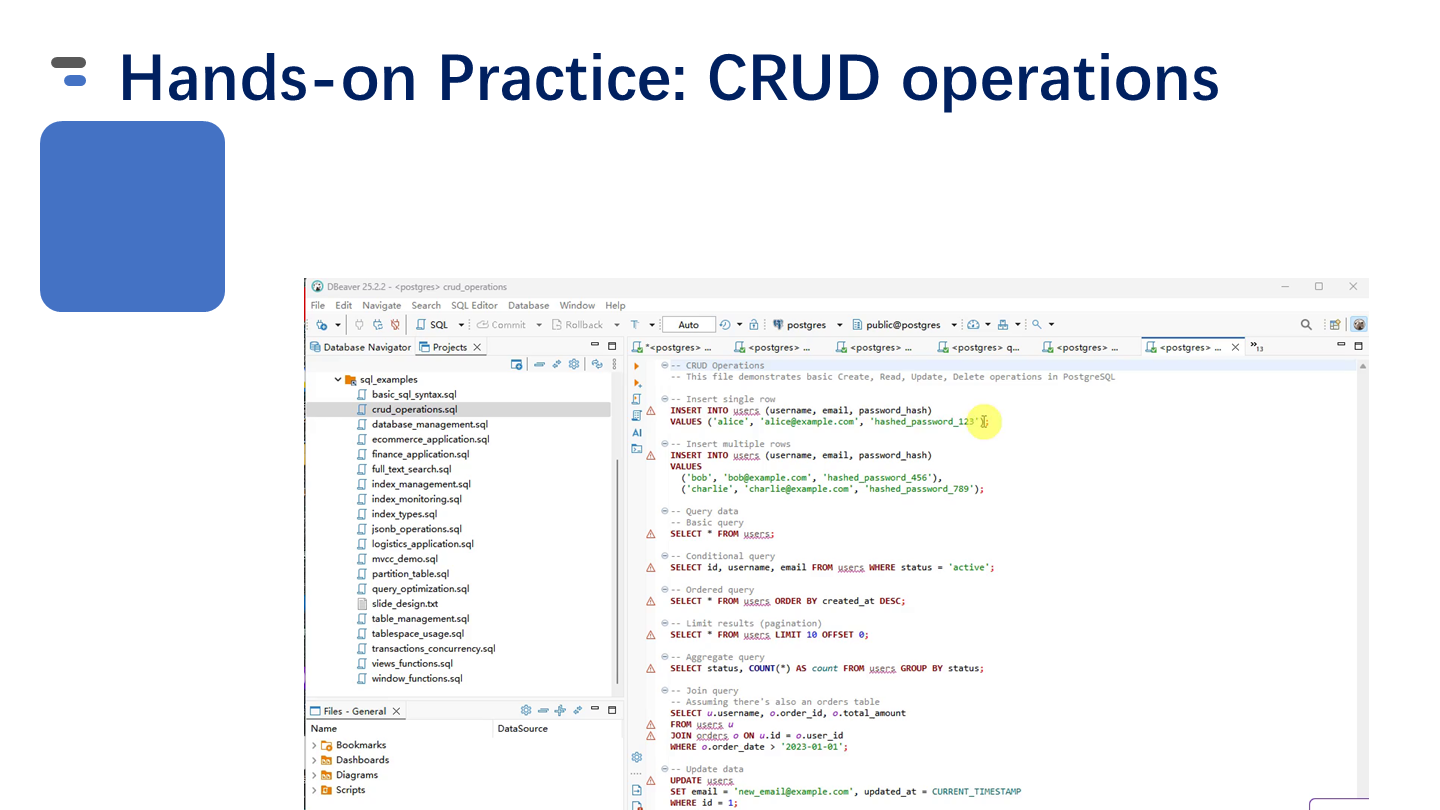 Hands-on Practice: CRUD operations
DBeaver 25.2.2 - <postgres> crud_operations
File Edit Navigate Search SQL Editor Database Window Help
SQL Commit Rollback T Auto postgres public@postgres
Database Navigator Projects
*<postgres> ... <postgres> ... <postgres> ... <postgres> q... <postgres> ... <postgres> ... »13
sql_examples
basic_sql_syntax.sql
crud_operations.sql
database_management.sql
ecommerce_application.sql
finance_application.sql
full_text_search.sql
index_management.sql
index_monitoring.sql
index_types.sql
jsonb_operations.sql
logistics_application.sql
mvcc_demo.sql
partition_table.sql
query_optimization.sql
slide_design.txt
table_management.sql
tablespace_usage.sql
transactions_concurrency.sql
views_functions.sql
window_functions.sql
Files - General
Name DataSource
Bookmarks
Dashboards
Diagrams
Scripts
AI
-- CRUD Operations
-- This file demonstrates basic Create, Read, Update, Delete operations in PostgreSQL
-- Insert single row
INSERT INTO users (username, email, password_hash)
VALUES ('alice', 'alice@example.com', 'hashed_password_123');
-- Insert multiple rows
INSERT INTO users (username, email, password_hash)
VALUES
('bob', 'bob@example.com', 'hashed_password_456'),
('charlie', 'charlie@example.com', 'hashed_password_789');
-- Query data
-- Basic query
SELECT * FROM users;
-- Conditional query
SELECT id, username, email FROM users WHERE status = 'active';
-- Ordered query
SELECT * FROM users ORDER BY created_at DESC;
-- Limit results (pagination)
SELECT * FROM users LIMIT 10 OFFSET 0;
-- Aggregate query
SELECT status, COUNT(*) AS count FROM users GROUP BY status;
-- Join query
-- Assuming there's also an orders table
SELECT u.username, o.order_id, o.total_amount
FROM users u
JOIN orders o ON u.id = o.user_id
WHERE o.order_date > '2023-01-01';
-- Update data
UPDATE users
SET email = 'new_email@example.com', updated_at = CURRENT_TIMESTAMP
WHERE id = 1;